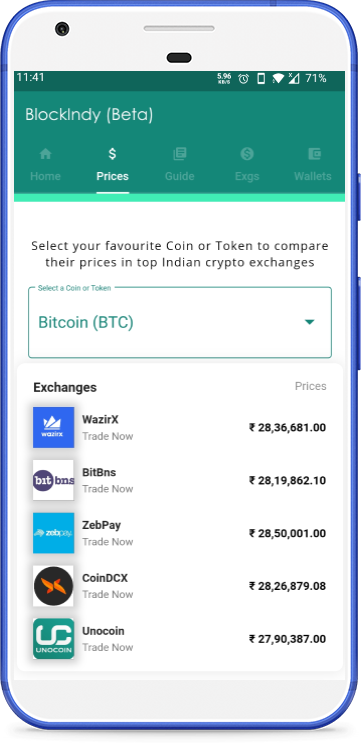 11:41
5.96 KB/S
71%
BlockIndy (Beta)
Home
Prices
Guide
Exgs
Wallets
Select your favourite Coin or Token to compare
their prices in top Indian crypto exchanges
Select a Coin or Token
Bitcoin (BTC)
Exchanges
Prices
WAZIRX
WazirX
Trade Now
₹ 28,36,681.00
bitbns
BitBns
Trade Now
₹ 28,19,862.10
zebpay
ZebPay
Trade Now
₹ 28,50,001.00
CoinDCX
Trade Now
₹ 28,26,879.08
UC
UNOCOIN
Unocoin
Trade Now
₹ 27,90,387.00